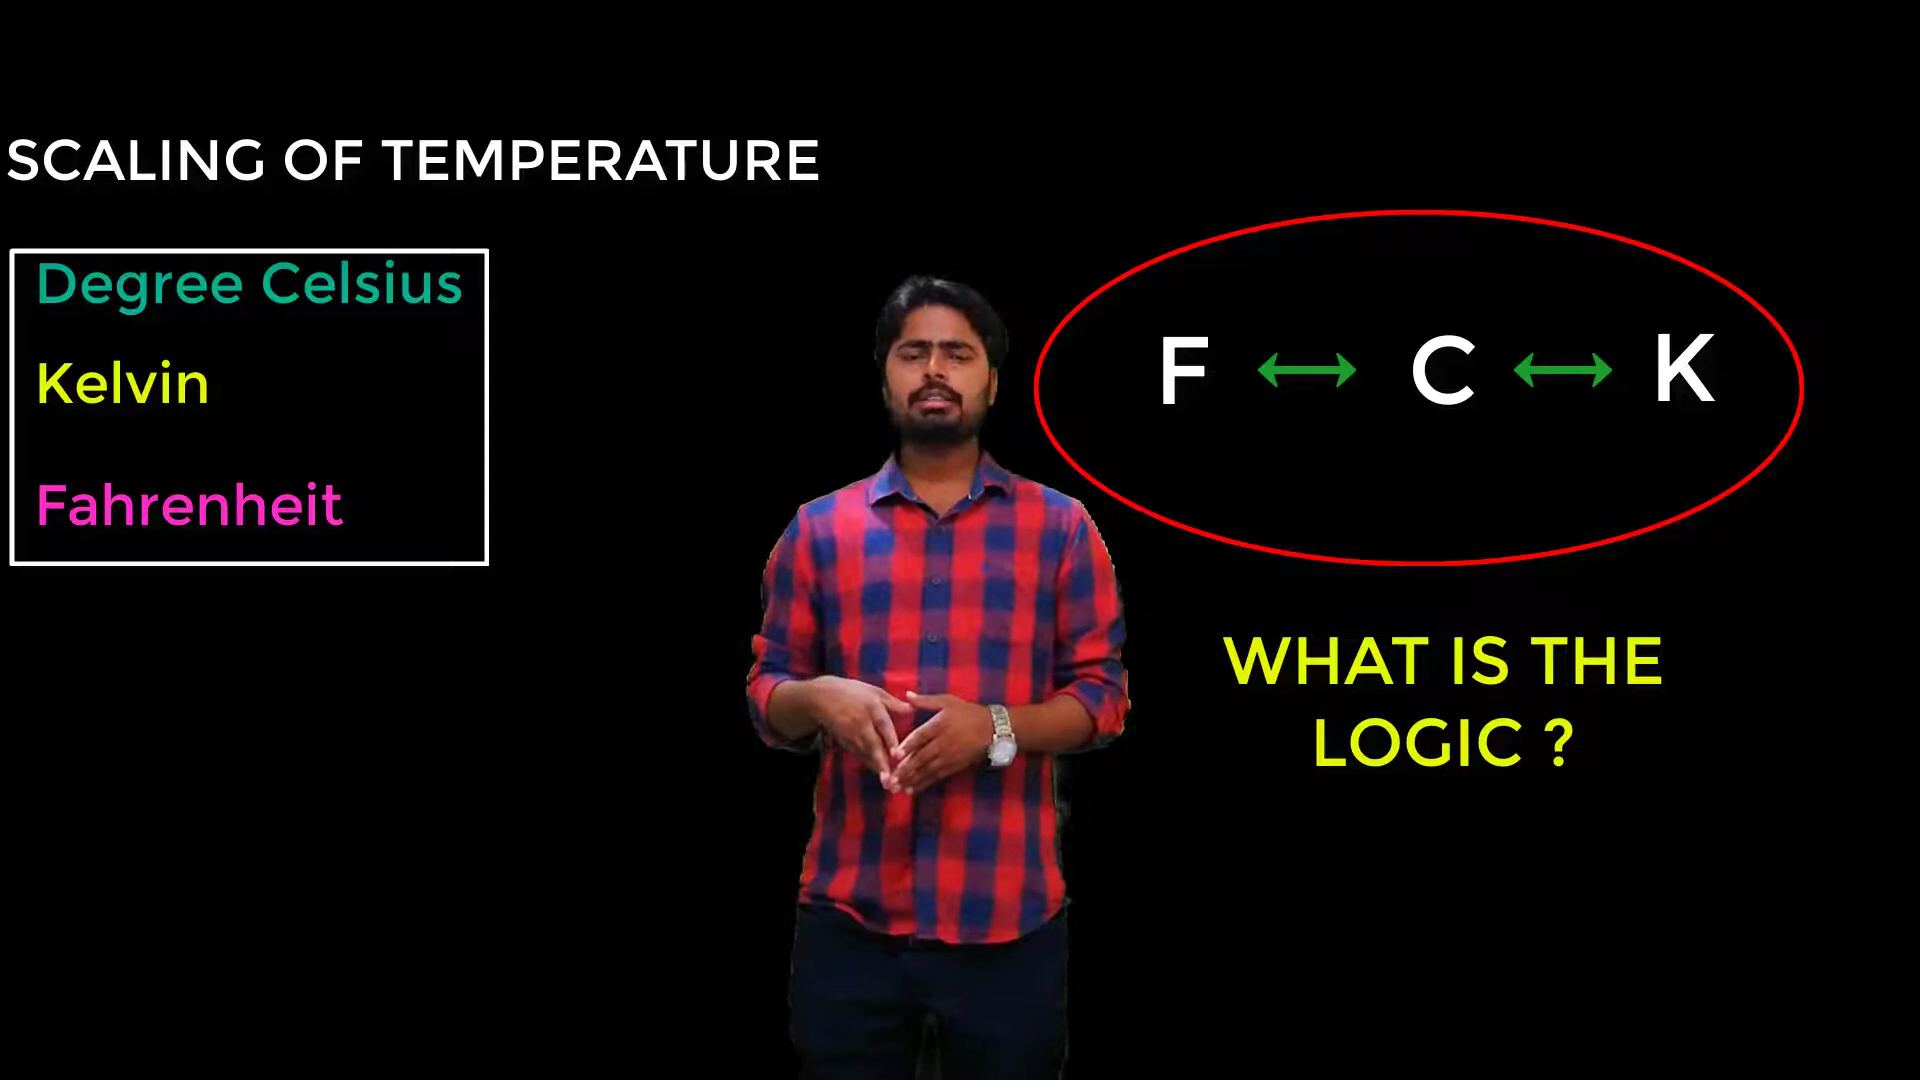 SCALING OF TEMPERATURE
Degree Celsius
Kelvin
Fahrenheit
F ↔ C ↔ K
WHAT IS THE
LOGIC ?